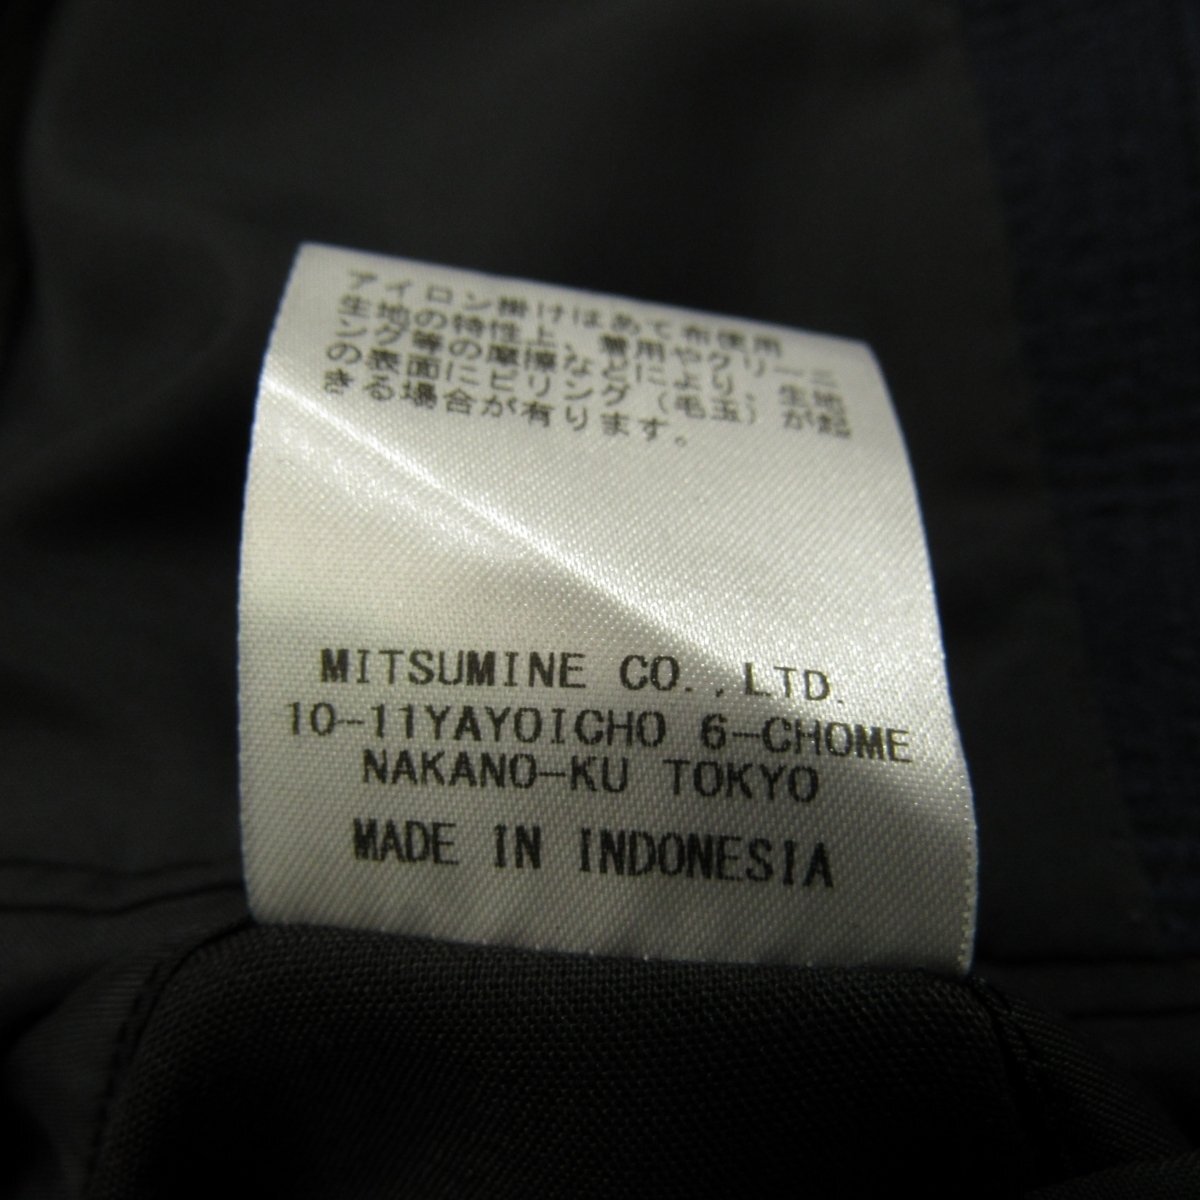 アイロン掛けはあて布使用
生地の特性上、着用やクリーニ
ング等の摩擦などにより、生地
の表面にピリング（毛玉）が起
きる場合が有ります。
MITSUMINE CO.,LTD.
10-11YAYOICHO 6-CHOME
NAKANO-KU TOKYO
MADE IN INDONESIA